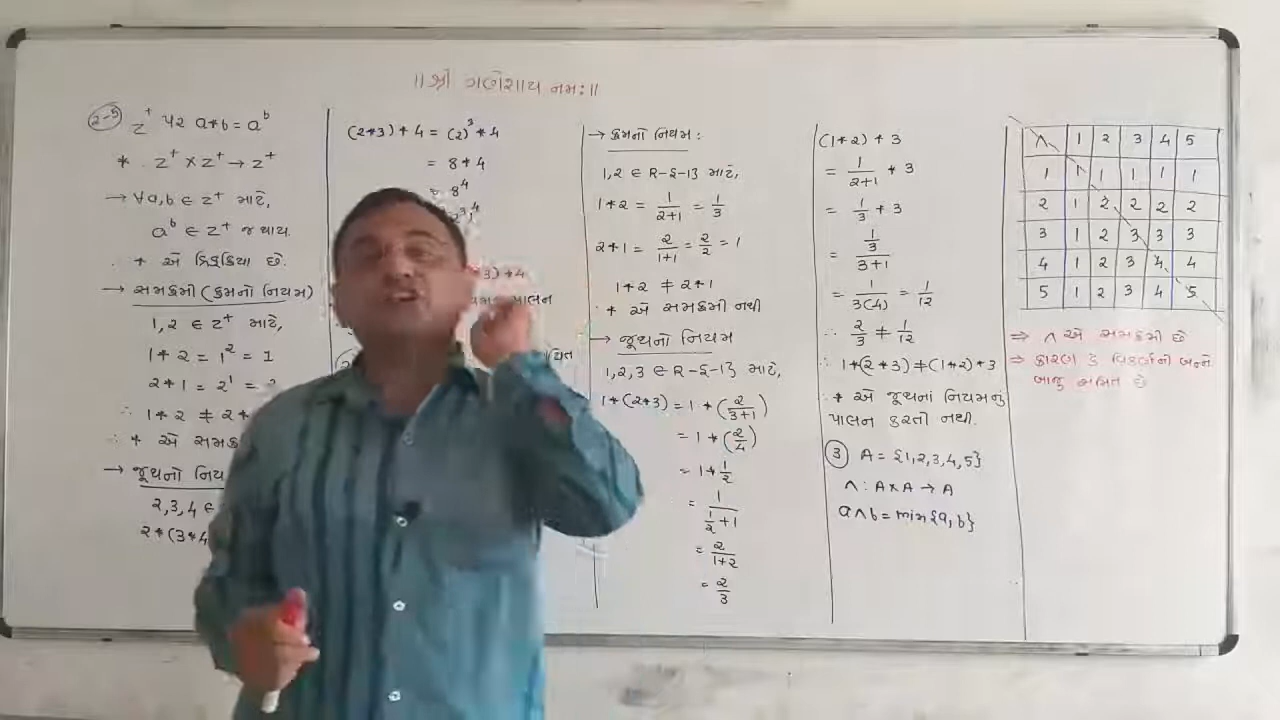 ॥ શ્રી ગણેશાય નમઃ ॥
2-5 z⁺ પર a*b = aᵇ
* : z⁺ × z⁺ → z⁺
→ ∀a,b ∈ z⁺ માટે,
aᵇ ∈ z⁺ જ થાય.
∴ * એ દ્વિક્ક્રિયા છે.
→ સમક્રમી (ક્રમનો નિયમ)
1,2 ∈ z⁺ માટે,
1*2 = 1² = 1
2*1 = 2¹ =
∴ 1*2 ≠ 2*
∴ * એ સમક્ર
→ જૂથનો નિય
2,3,4 ∈
2*(3*4
(2*3)*4 = (2)³*4
= 8*4
= 8⁴
*3)*4
પાલન
→ ક્રમનો નિયમ:
1,2 ∈ R-{-1} માટે,
1*2 = 1/(2+1) = 1/3
2*1 = 2/(1+1) = 2/2 = 1
1*2 ≠ 2*1
* એ સમક્રમી નથી
→ જૂથનો નિયમ
1,2,3 ∈ R-{-1} માટે,
1*(2*3) = 1*(2/(3+1))
= 1*(2/4)
= 1*1/2
= 1/(1/2+1)
= 2/(1+2)
= 2/3
(1*2)*3
= 1/(2+1) * 3
= 1/3 * 3
= (1/3)/(3+1)
= 1/3(4) = 1/12
∴ 2/3 ≠ 1/12
∴ 1*(2*3) ≠ (1*2)*3
* એ જૂથનાં નિયમનું
પાલન કરતો નથી.
3 A = {1,2,3,4,5}
∧ : A×A → A
a∧b = min{a,b}
∧ 1 2 3 4 5
1 1 1 1 1 1
2 1 2 2 2 2
3 1 2 3 3 3
4 1 2 3 4 4
5 1 2 3 4 5
⇒ ∧ એ સમક્રમી છે
⇒ કારણ કે વિકર્ણની બન્ને
બાજુ સંમિત છે